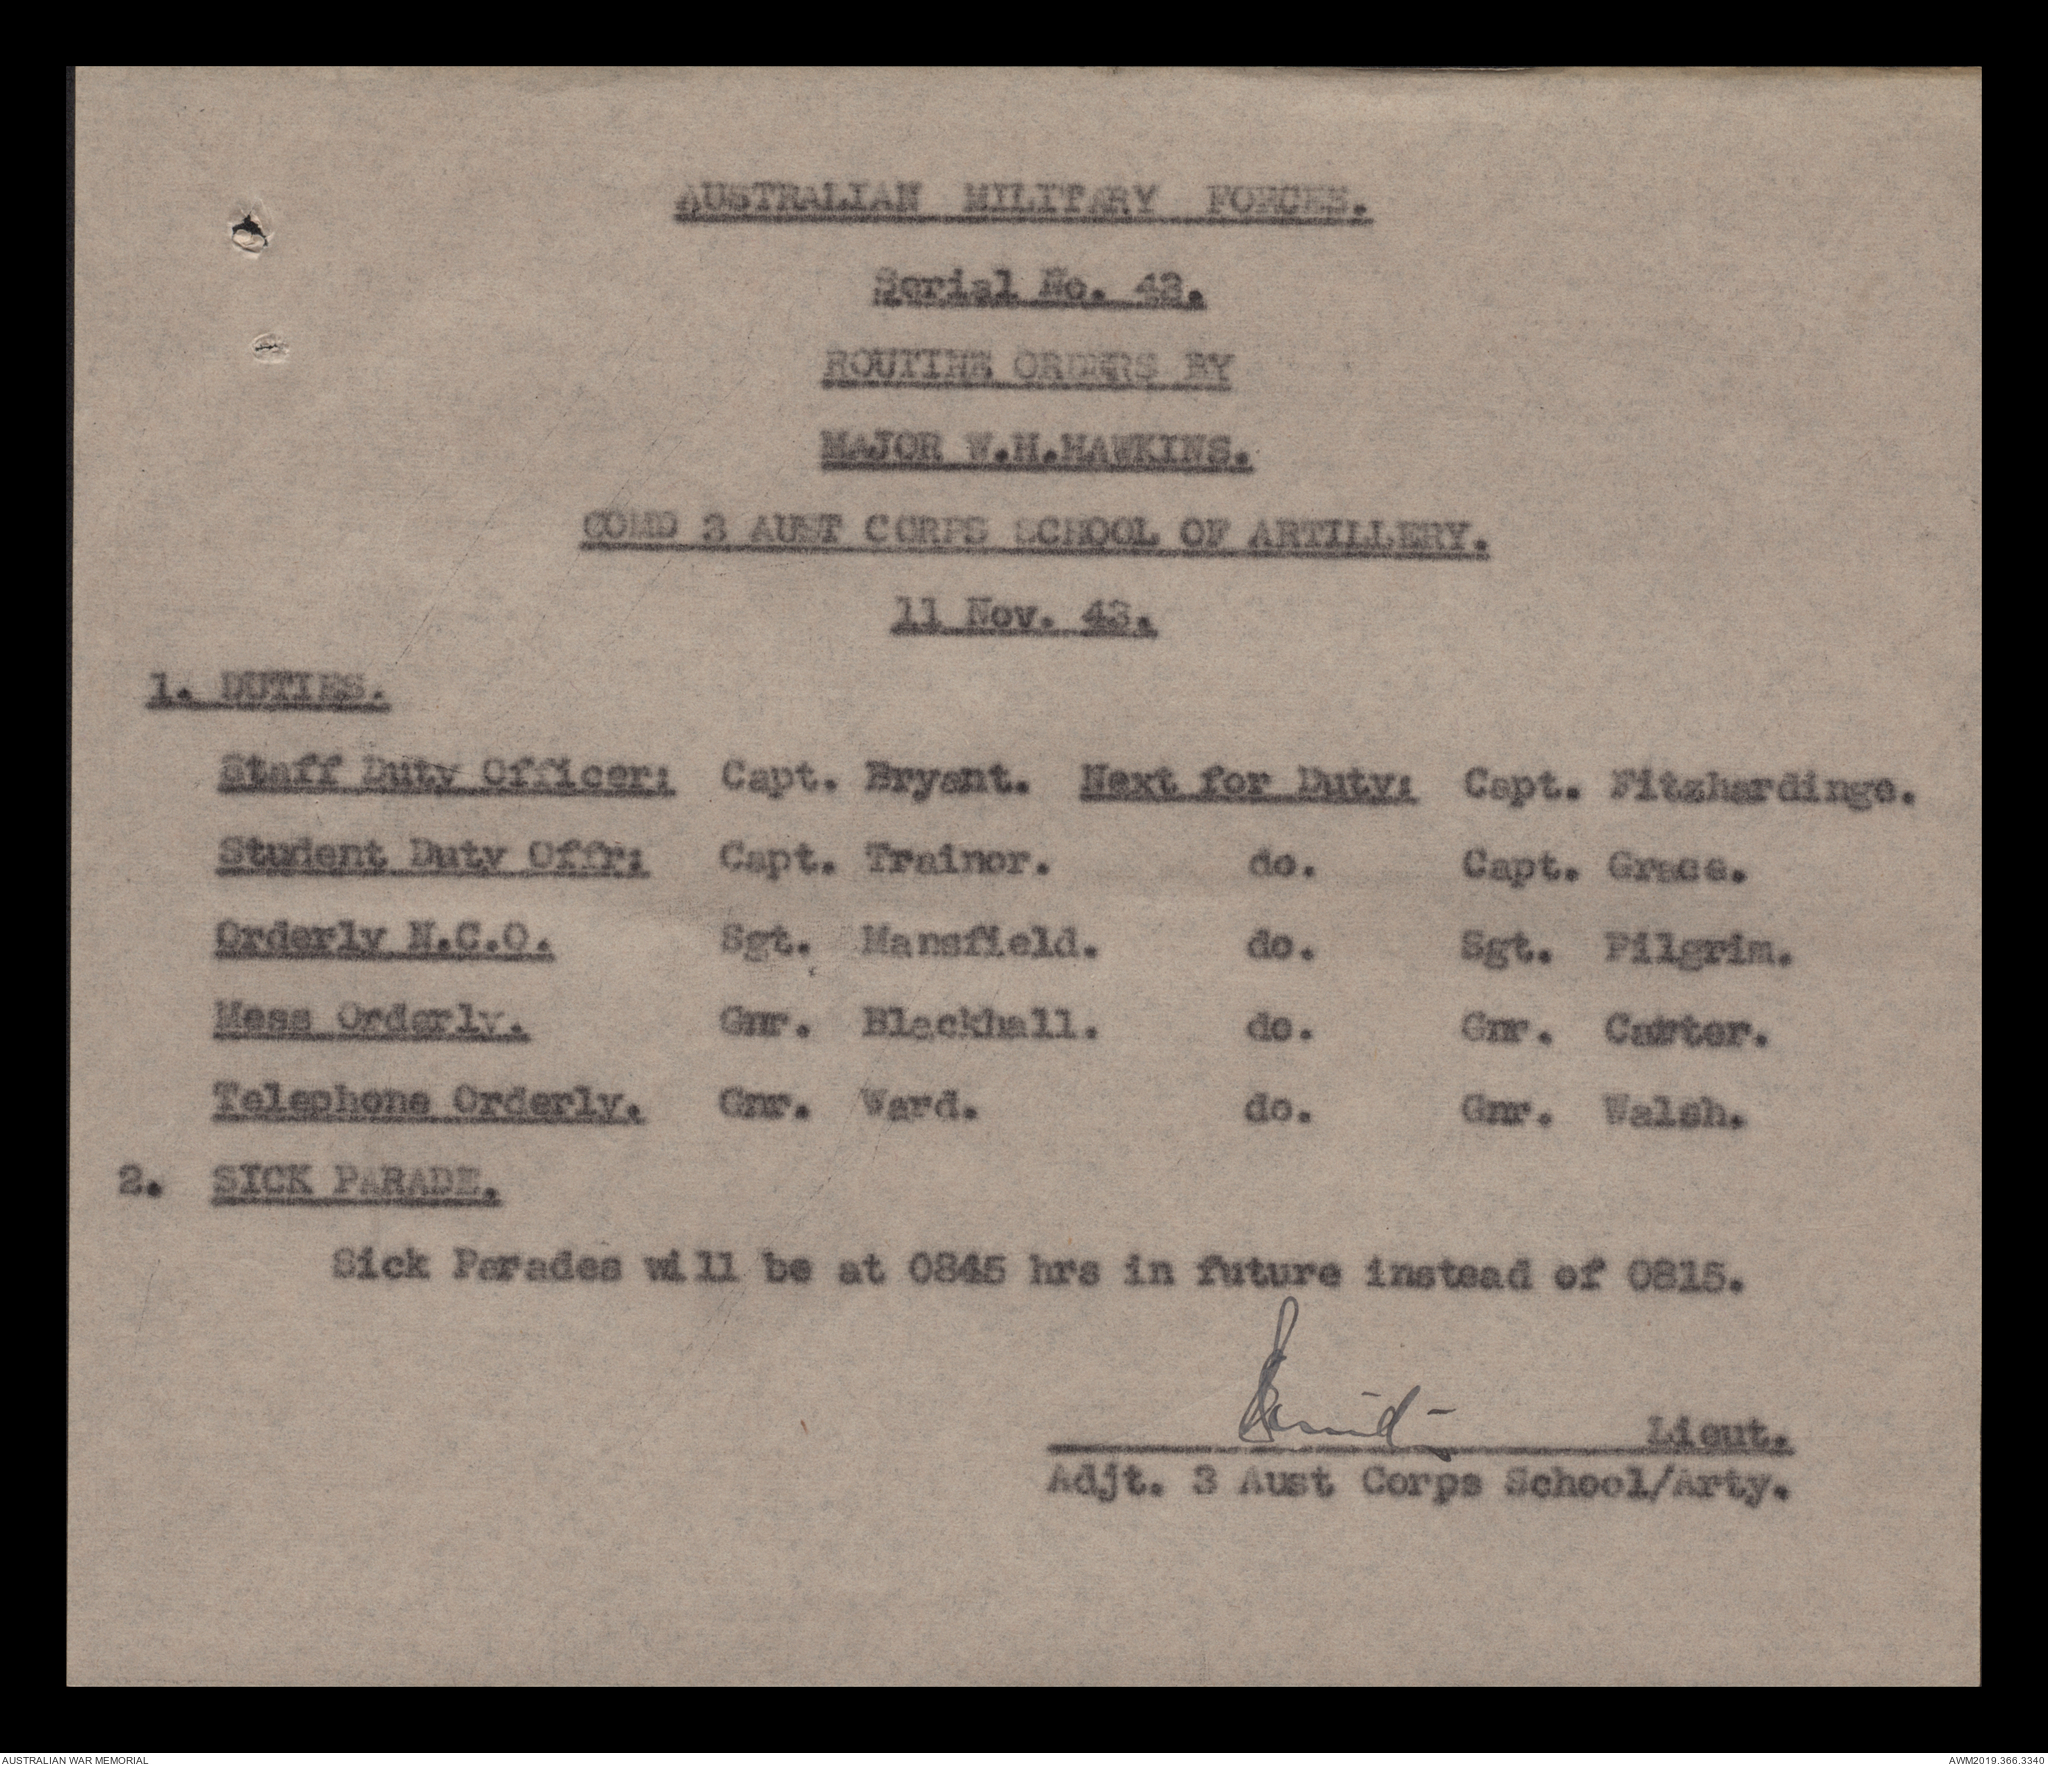 AUSTRALIAN MILITARY FORCES.
Serial No. 43.
ROUTINE ORDERS BY
MAJOR W.H.HAWKINS.
COMD 3 AUST CORPS SCHOOL OF ARTILLERY.
11 Nov. 43.
1. DUTIES.
Staff Duty Officer: Capt. Bryant. Next for Duty: Capt. Fitzhardinge.
Student Duty Offr: Capt. Trainor. do. Capt. Grace.
Orderly N.C.O. Sgt. Mansfield. do. Sgt. Pilgrim.
Mess Orderly. Gnr. Blackhall. do. Gnr. Carter.
Telephone Orderly. Gnr. Ward. do. Gnr. Walsh.
2. SICK PARADE.
Sick Parades will be at 0845 hrs in future instead of 0815.
Lieut.
Adjt. 3 Aust Corps School/Arty.
AUSTRALIAN WAR MEMORIAL
AWM2019.366.3340